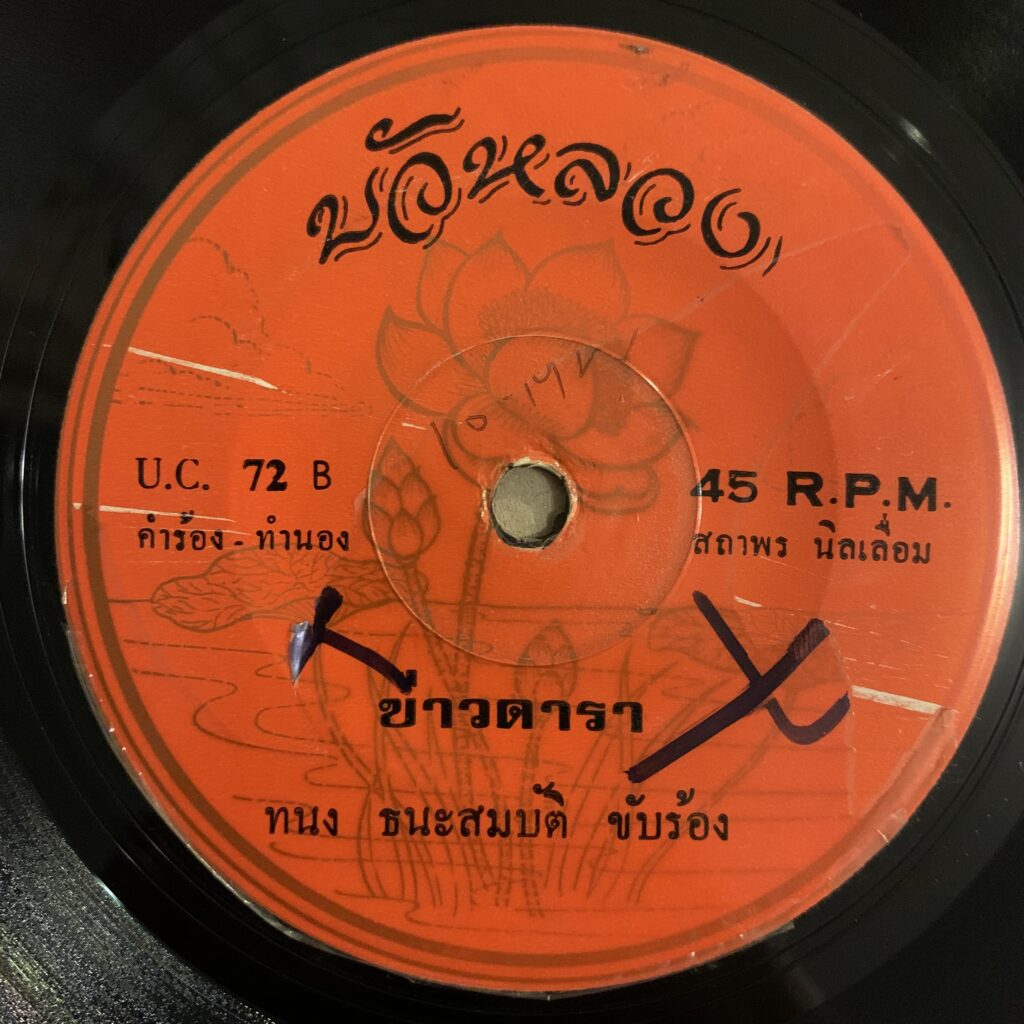 บัวหลวง
U.C. 72 B
45 R.P.M.
คำร้อง - ทำนอง
สถาพร นิลเลื่อม
ข่าวดารา
ทนง ธนะสมบัติ ขับร้อง